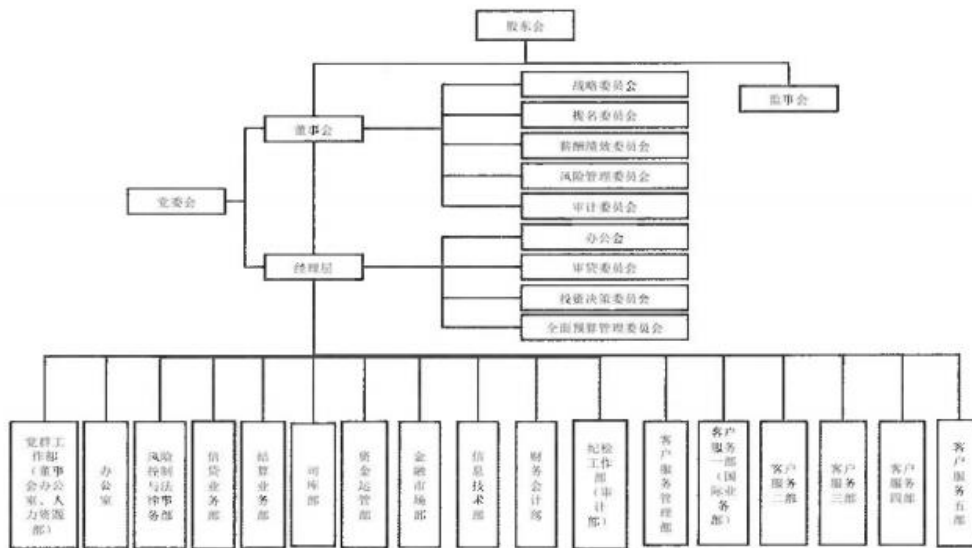 股东会
战略委员会
监事会
提名委员会
董事会
薪酬绩效委员会
风险管理委员会
党委会
审计委员会
办公会
经理层
审贷委员会
投资决策委员会
全面预算管理委员会
党群工
作部
（董事
会办公
室、人
力资源
部）
办公室
风险
控制
与法
律事
务部
信贷业务部
结算业务部
司库部
资金运营部
金融市场部
信息技术部
财务会计部
纪检
工作
部（审
计部）
客户服务管理部
客户
服务
一部
（国
际业
务部）
客户
服务
二部
客户
服务
三部
客户
服务
四部
客户
服务
五部